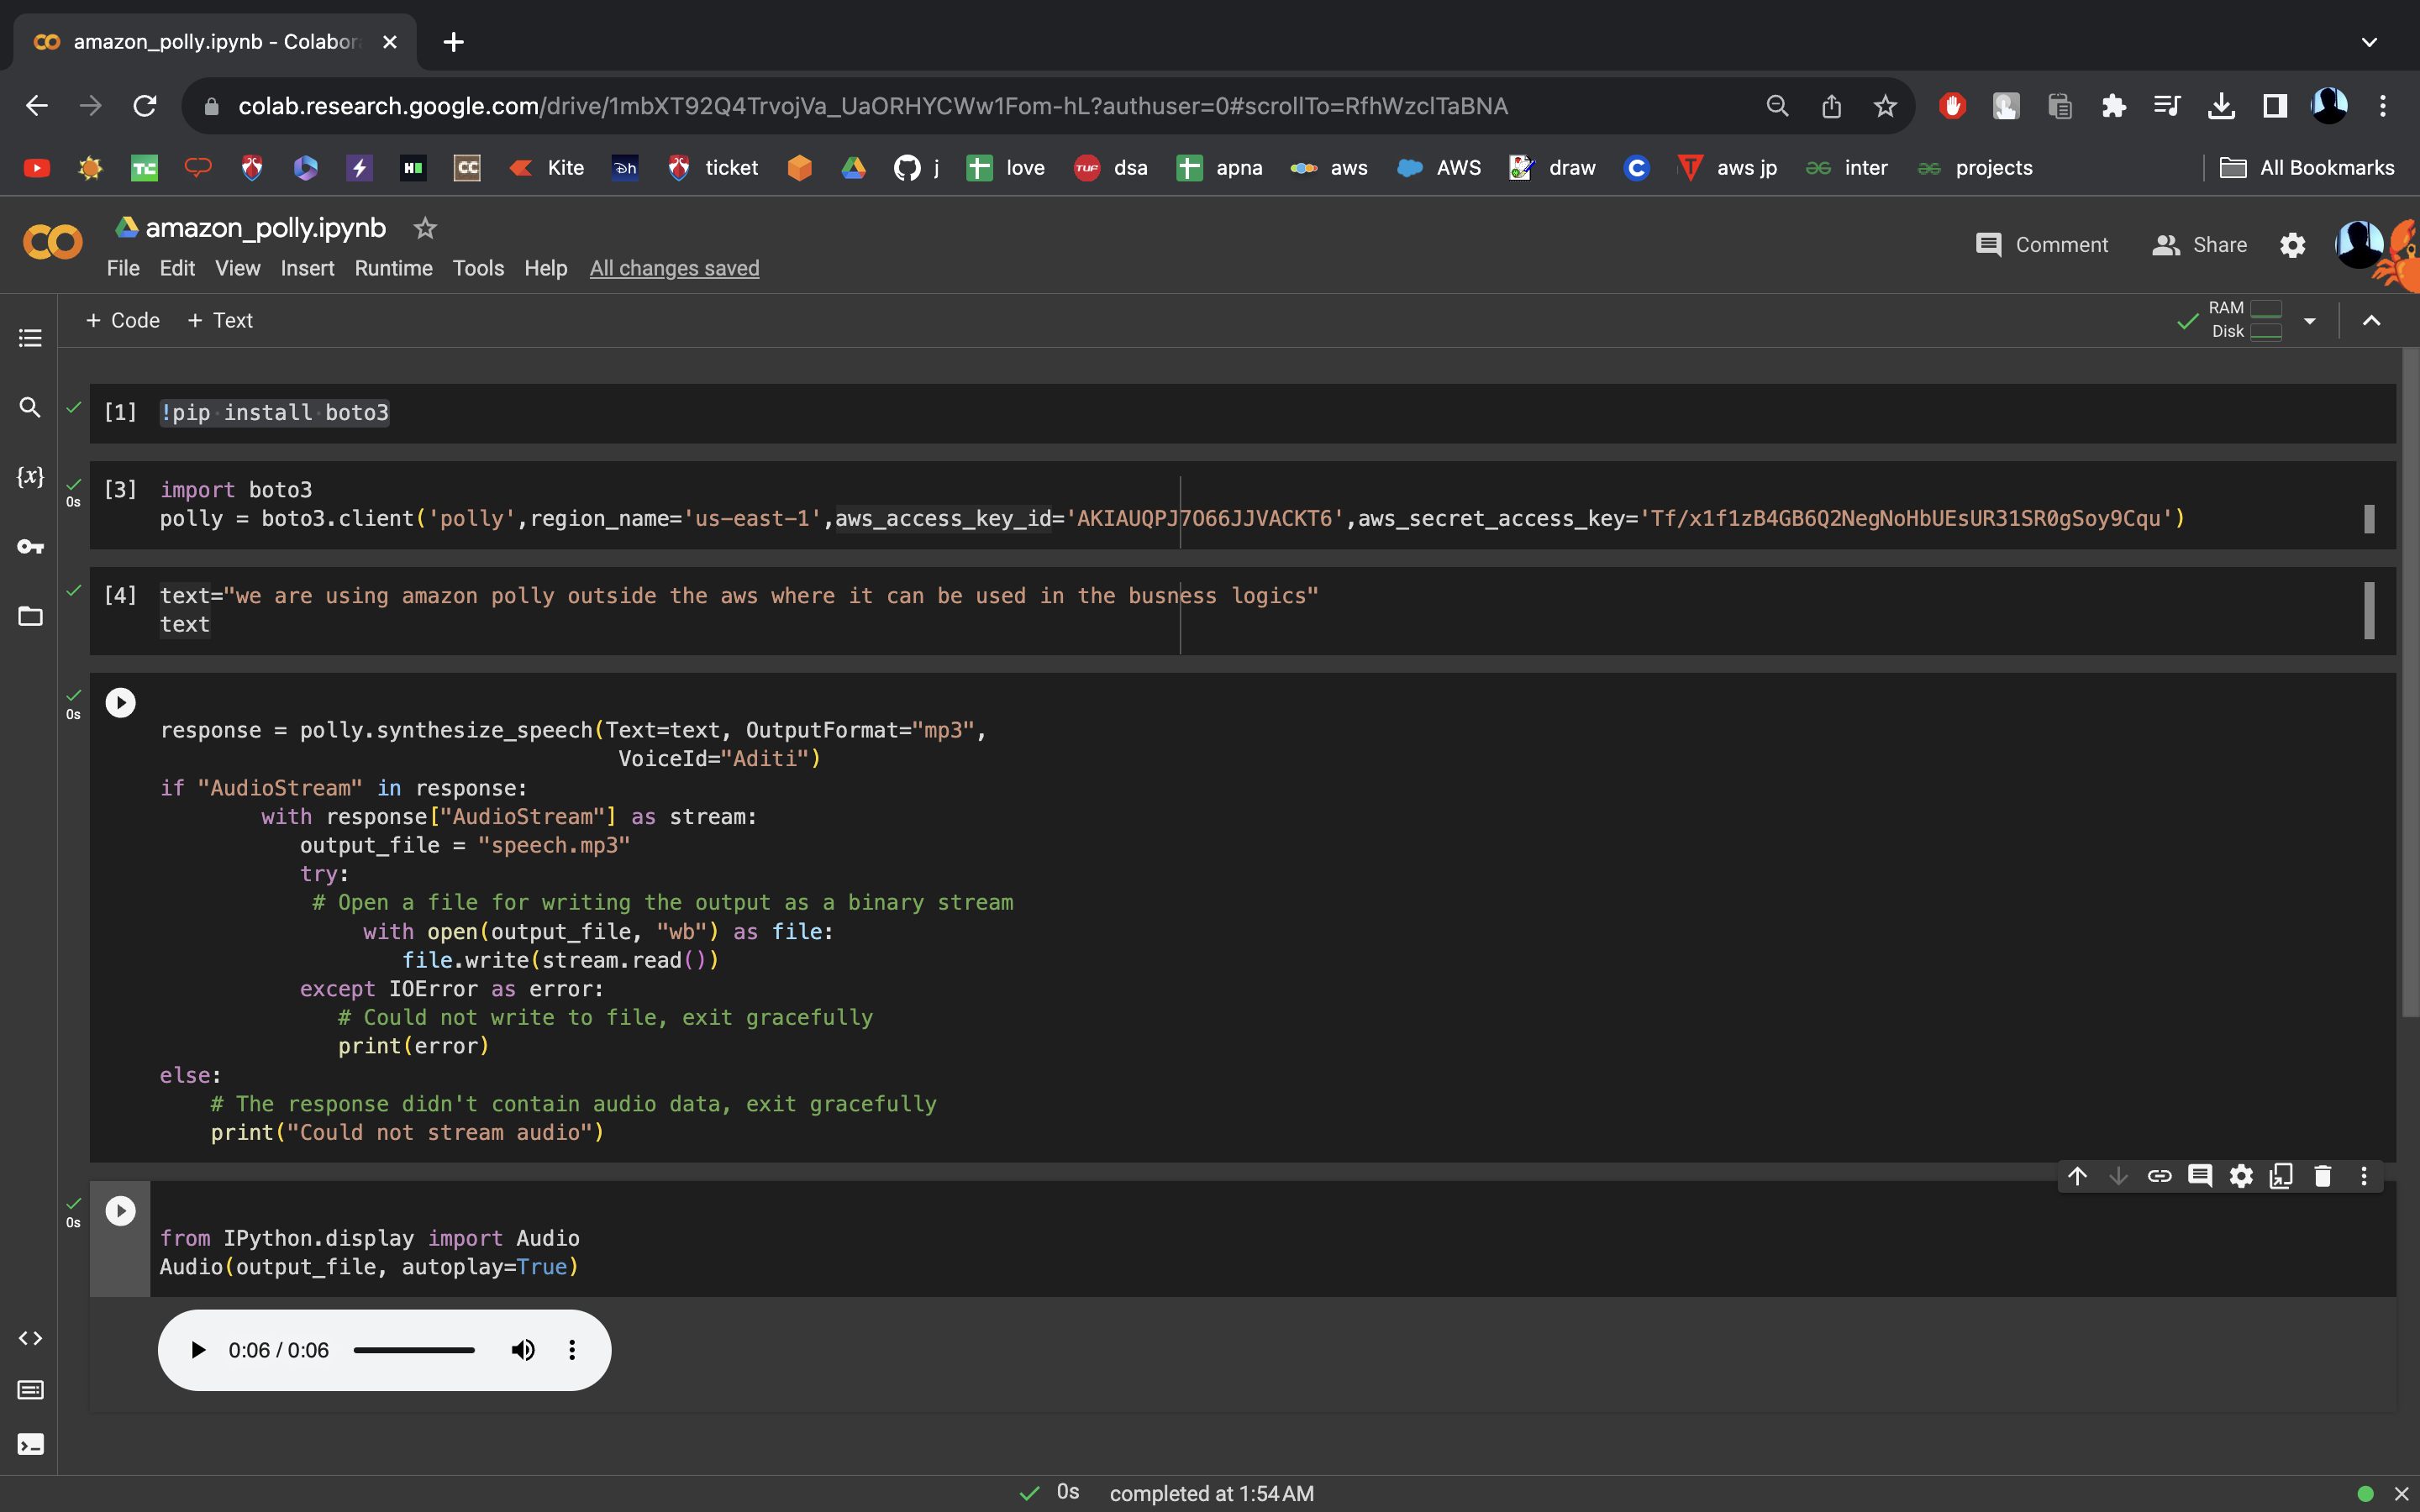 amazon_polly.ipynb - Colabor
colab.research.google.com/drive/1mbXT92Q4TrvojVa_UaORHYCWw1Fom-hL?authuser=0#scrollTo=RfhWzclTaBNA
TC HI CC Kite Dh ticket j love TUF dsa apna aws AWS draw C T aws jp inter projects All Bookmarks
amazon_polly.ipynb
File Edit View Insert Runtime Tools Help All changes saved
Comment Share
+ Code + Text
RAM
Disk
[1] !pip install boto3
[3] import boto3
0s
polly = boto3.client('polly',region_name='us-east-1',aws_access_key_id='AKIAUQPJ7O66JJVACKT6',aws_secret_access_key='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')
[4] text="we are using amazon polly outside the aws where it can be used in the busness logics"
text
0s
response = polly.synthesize_speech(Text=text, OutputFormat="mp3",
VoiceId="Aditi")
if "AudioStream" in response:
with response["AudioStream"] as stream:
output_file = "speech.mp3"
try:
# Open a file for writing the output as a binary stream
with open(output_file, "wb") as file:
file.write(stream.read())
except IOError as error:
# Could not write to file, exit gracefully
print(error)
else:
# The response didn't contain audio data, exit gracefully
print("Could not stream audio")
0s
from IPython.display import Audio
Audio(output_file, autoplay=True)
0:06 / 0:06
0s completed at 1:54 AM